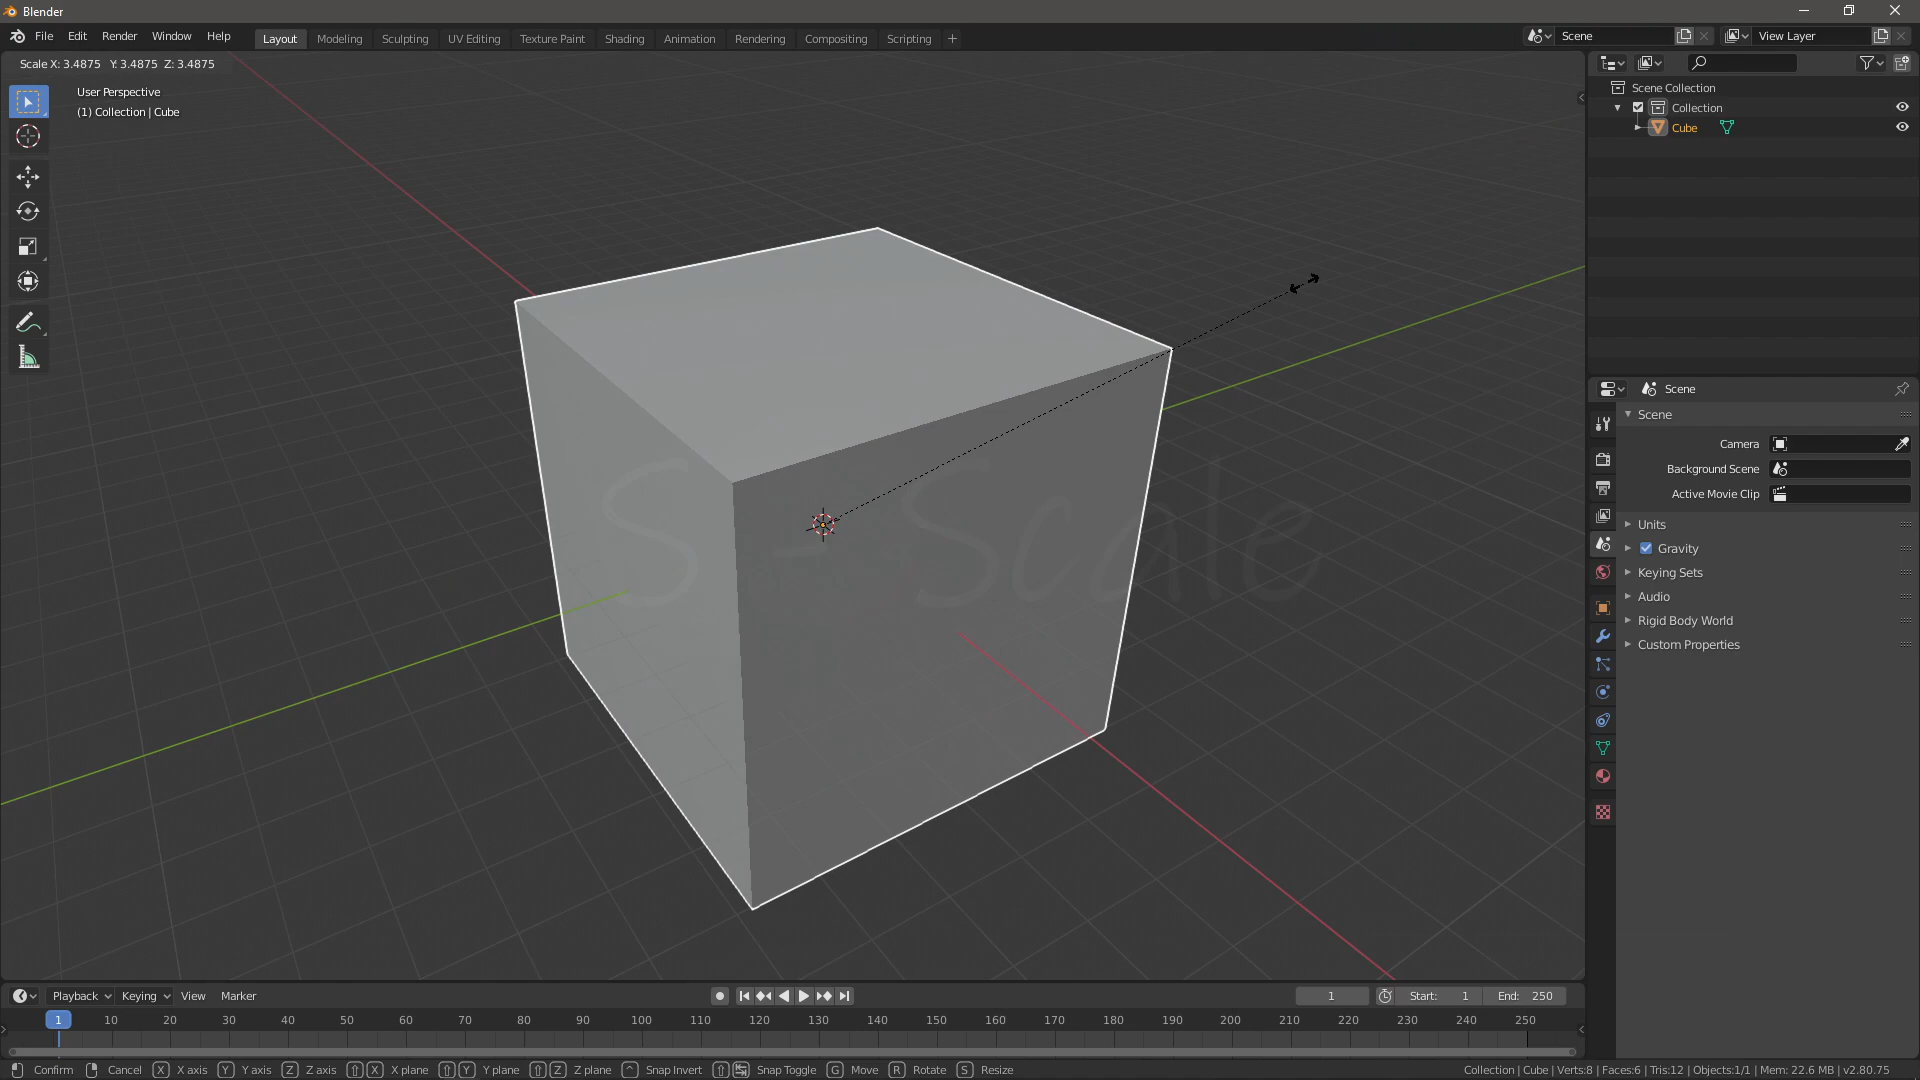 Blender
File Edit Render Window Help Layout Modeling Sculpting UV Editing Texture Paint Shading Animation Rendering Compositing Scripting + Scene View Layer
Scale X: 3.4875 Y: 3.4875 Z: 3.4875
User Perspective
(1) Collection | Cube
S - Scale
Scene Collection
Collection
Cube
Scene
Scene
Camera
Background Scene
Active Movie Clip
Units
Gravity
Keying Sets
Audio
Rigid Body World
Custom Properties
Playback Keying View Marker 1 Start: 1 End: 250
1 10 20 30 40 50 60 70 80 90 100 110 120 130 140 150 160 170 180 190 200 210 220 230 240 250
Confirm Cancel X X axis Y Y axis Z Z axis X X plane Y Y plane Z Z plane ^ Snap Invert Snap Toggle G Move R Rotate S Resize Collection | Cube | Verts:8 | Faces:6 | Tris:12 | Objects:1/1 | Mem: 22.6 MB | v2.80.75